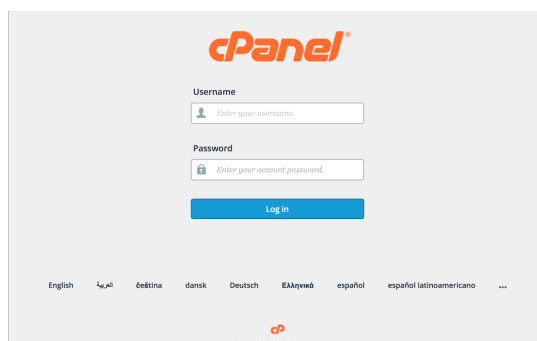 cPanel®
Username
Enter your username.
Password
Enter your account password.
Log in
English العربية čeština dansk Deutsch Ελληνικά español español latinoamericano ...
cP